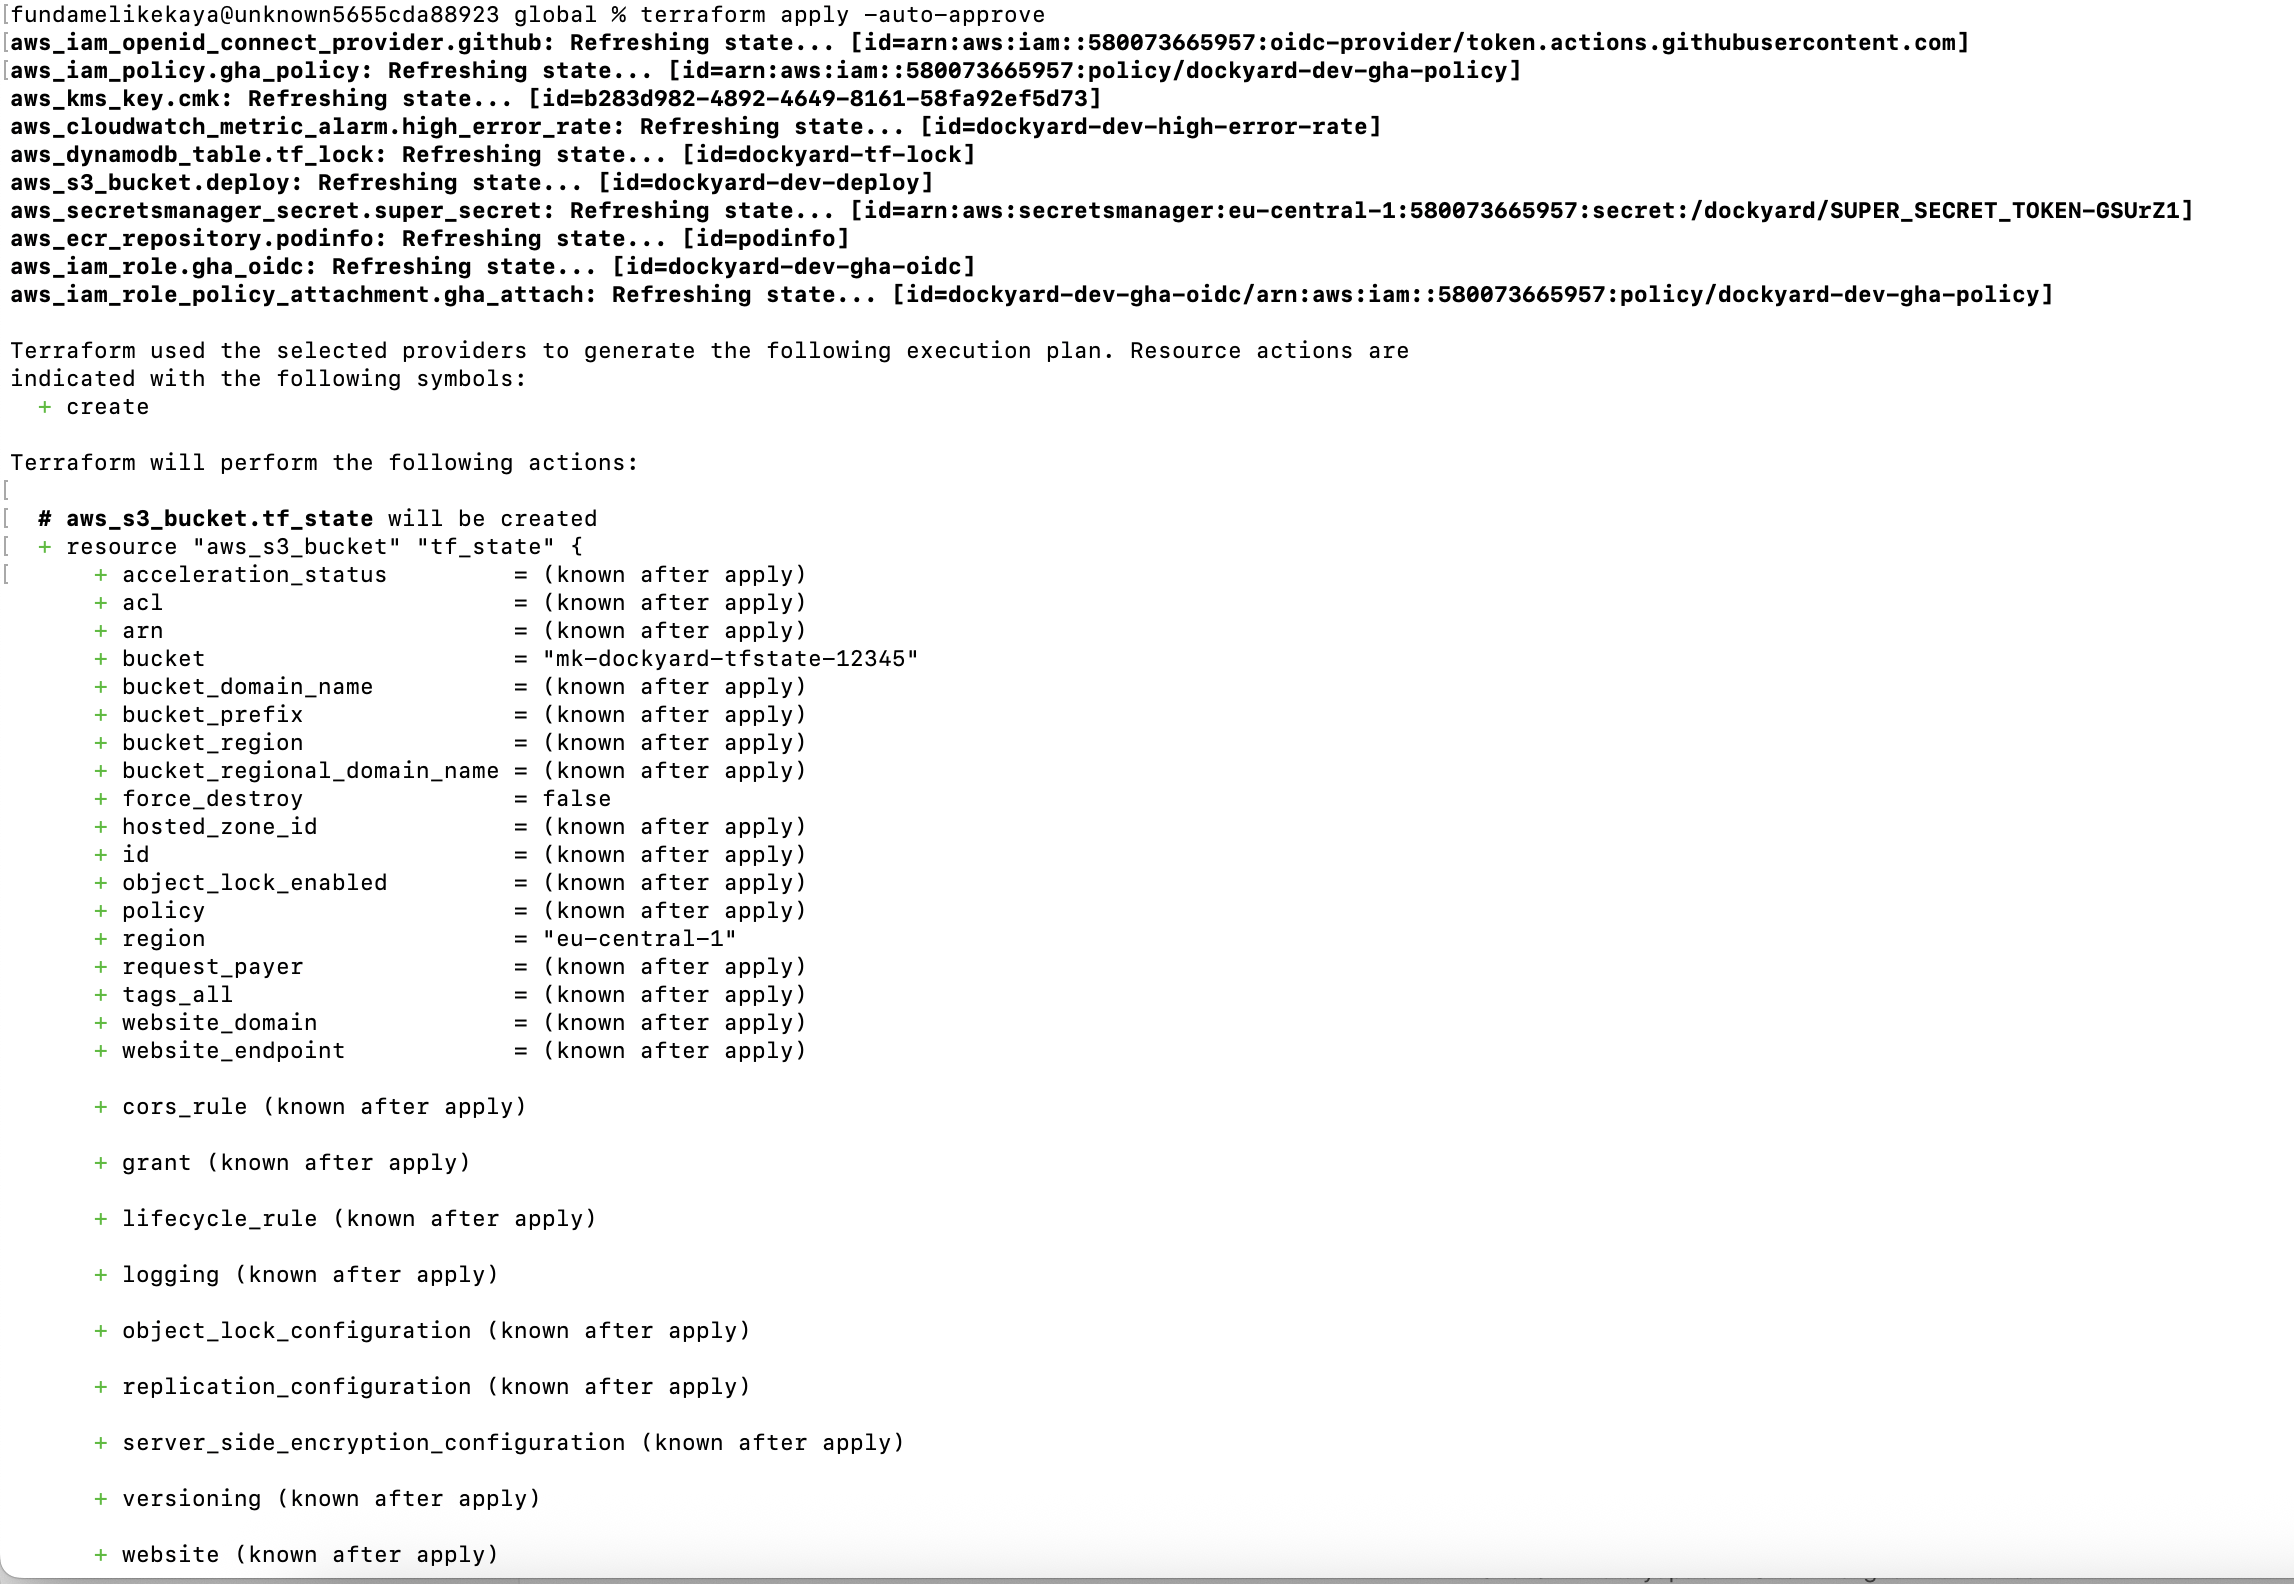 [fundamelikekaya@unknown5655cda88923 global % terraform apply -auto-approve
[aws_iam_openid_connect_provider.github: Refreshing state... [id=arn:aws:iam::580073665957:oidc-provider/token.actions.githubusercontent.com]
[aws_iam_policy.gha_policy: Refreshing state... [id=arn:aws:iam::580073665957:policy/dockyard-dev-gha-policy]
aws_kms_key.cmk: Refreshing state... [id=b283d982-4892-4649-8161-58fa92ef5d73]
aws_cloudwatch_metric_alarm.high_error_rate: Refreshing state... [id=dockyard-dev-high-error-rate]
aws_dynamodb_table.tf_lock: Refreshing state... [id=dockyard-tf-lock]
aws_s3_bucket.deploy: Refreshing state... [id=dockyard-dev-deploy]
aws_secretsmanager_secret.super_secret: Refreshing state... [id=arn:aws:secretsmanager:eu-central-1:580073665957:secret:/dockyard/SUPER_SECRET_TOKEN-GSUrZ1]
aws_ecr_repository.podinfo: Refreshing state... [id=podinfo]
aws_iam_role.gha_oidc: Refreshing state... [id=dockyard-dev-gha-oidc]
aws_iam_role_policy_attachment.gha_attach: Refreshing state... [id=dockyard-dev-gha-oidc/arn:aws:iam::580073665957:policy/dockyard-dev-gha-policy]
Terraform used the selected providers to generate the following execution plan. Resource actions are
indicated with the following symbols:
+ create
Terraform will perform the following actions:
[
[ # aws_s3_bucket.tf_state will be created
[ + resource "aws_s3_bucket" "tf_state" {
[ + acceleration_status = (known after apply)
+ acl = (known after apply)
+ arn = (known after apply)
+ bucket = "mk-dockyard-tfstate-12345"
+ bucket_domain_name = (known after apply)
+ bucket_prefix = (known after apply)
+ bucket_region = (known after apply)
+ bucket_regional_domain_name = (known after apply)
+ force_destroy = false
+ hosted_zone_id = (known after apply)
+ id = (known after apply)
+ object_lock_enabled = (known after apply)
+ policy = (known after apply)
+ region = "eu-central-1"
+ request_payer = (known after apply)
+ tags_all = (known after apply)
+ website_domain = (known after apply)
+ website_endpoint = (known after apply)
+ cors_rule (known after apply)
+ grant (known after apply)
+ lifecycle_rule (known after apply)
+ logging (known after apply)
+ object_lock_configuration (known after apply)
+ replication_configuration (known after apply)
+ server_side_encryption_configuration (known after apply)
+ versioning (known after apply)
+ website (known after apply)